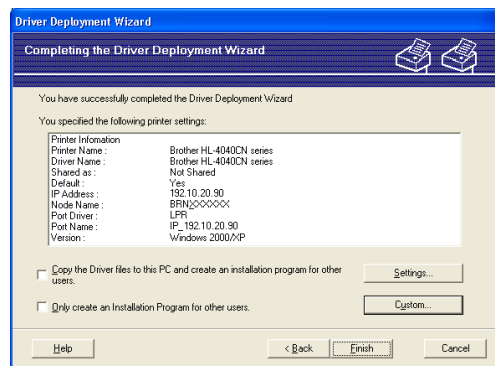 Driver Deployment Wizard
Completing the Driver Deployment Wizard
You have successfully completed the Driver Deployment Wizard
You specified the following printer settings:
Printer Infomation
Printer Name : Brother HL-4040CN series
Driver Name : Brother HL-4040CN series
Shared as : Not Shared
Default : Yes
IP Address : 192.10.20.90
Node Name : BRNXXXXXX
Port Driver : LPR
Port Name : IP_192.10.20.90
Version : Windows 2000/XP
Copy the Driver files to this PC and create an installation program for other
users.
Settings...
Only create an Installation Program for other users.
Custom...
Help
< Back
Finish
Cancel